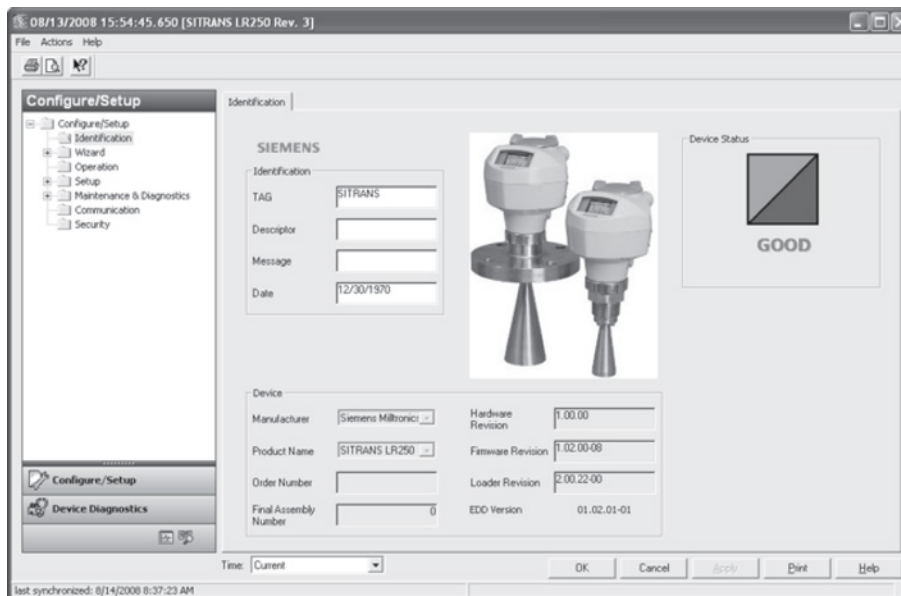 08/13/2008 15:54:45.650 [SITRANS LR250 Rev. 3]
File Actions Help
Configure/Setup
Configure/Setup
Identification
Wizard
Operation
Setup
Maintenance & Diagnostics
Communication
Security
Configure/Setup
Device Diagnostics
Identification
SIEMENS
Identification
TAG SITRANS
Descriptor
Message
Date 12/30/1970
Device Status
GOOD
Device
Manufacturer Siemens Milltronics
Product Name SITRANS LR250
Order Number
Final Assembly
Number 0
Hardware
Revision 1.00.00
Firmware Revision 1.02.00-08
Loader Revision 2.00.22-00
EDD Version 01.02.01-01
Time: Current
OK Cancel Apply Print Help
last synchronized: 8/14/2008 8:37:23 AM